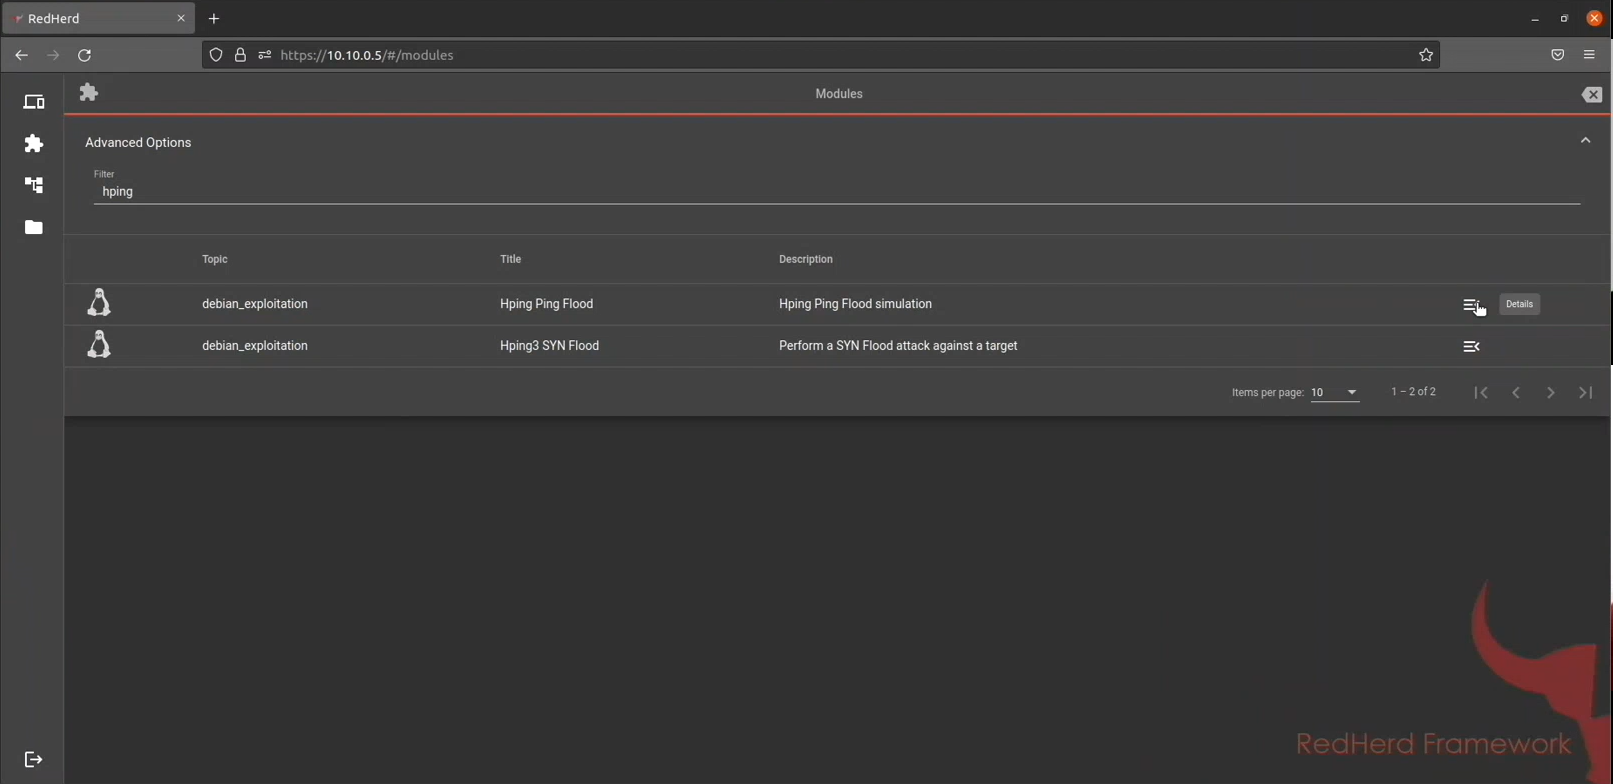 RedHerd
https://10.10.0.5/#/modules
Modules
Advanced Options
Filter
hping
Topic Title Description
debian_exploitation Hping Ping Flood Hping Ping Flood simulation Details
debian_exploitation Hping3 SYN Flood Perform a SYN Flood attack against a target
Items per page: 10 1 – 2 of 2
RedHerd Framework